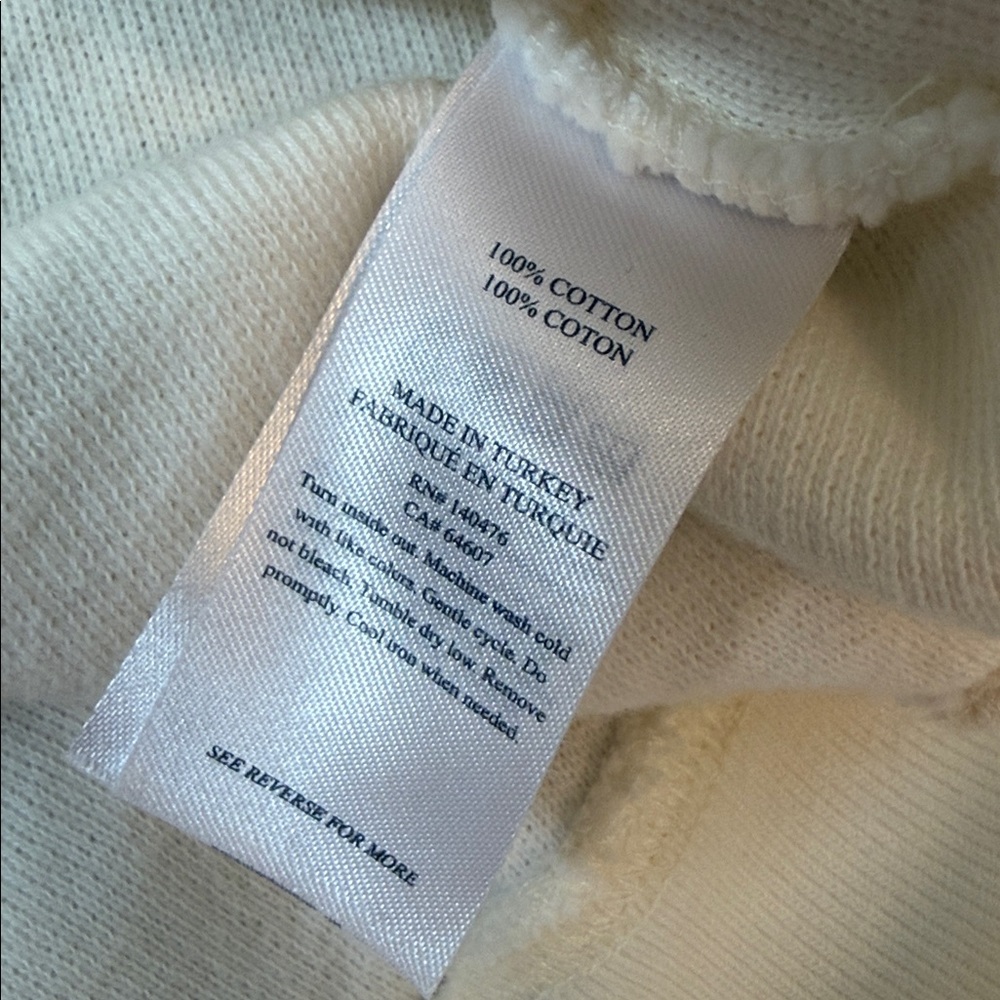 100% COTTON
100% COTON
MADE IN TURKEY
FABRIQUÉ EN TURQUIE
RN# 140476
CA# 64607
Turn inside out. Machine wash cold
with like colors. Gentle cycle. Do
not bleach. Tumble dry low. Remove
promptly. Cool iron when needed.
SEE REVERSE FOR MORE